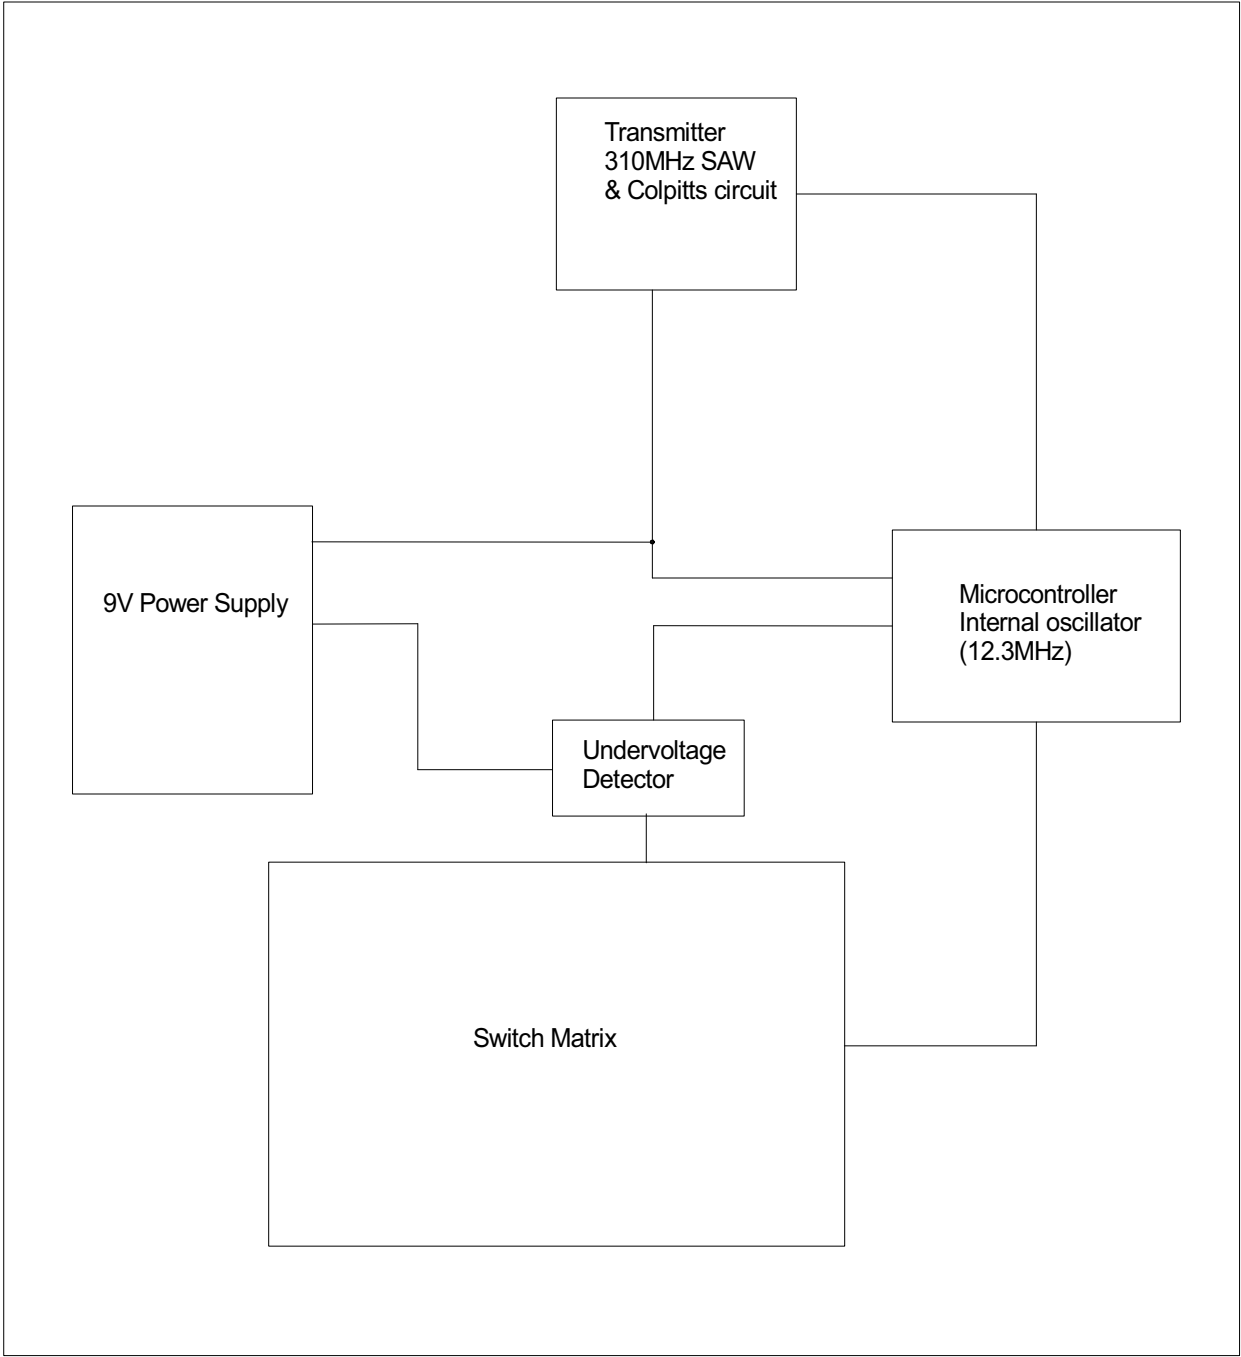 Transmitter
310MHz SAW
& Colpitts circuit
9V Power Supply
Microcontroller
Internal oscillator
(12.3MHz)
Undervoltage
Detector
Switch Matrix